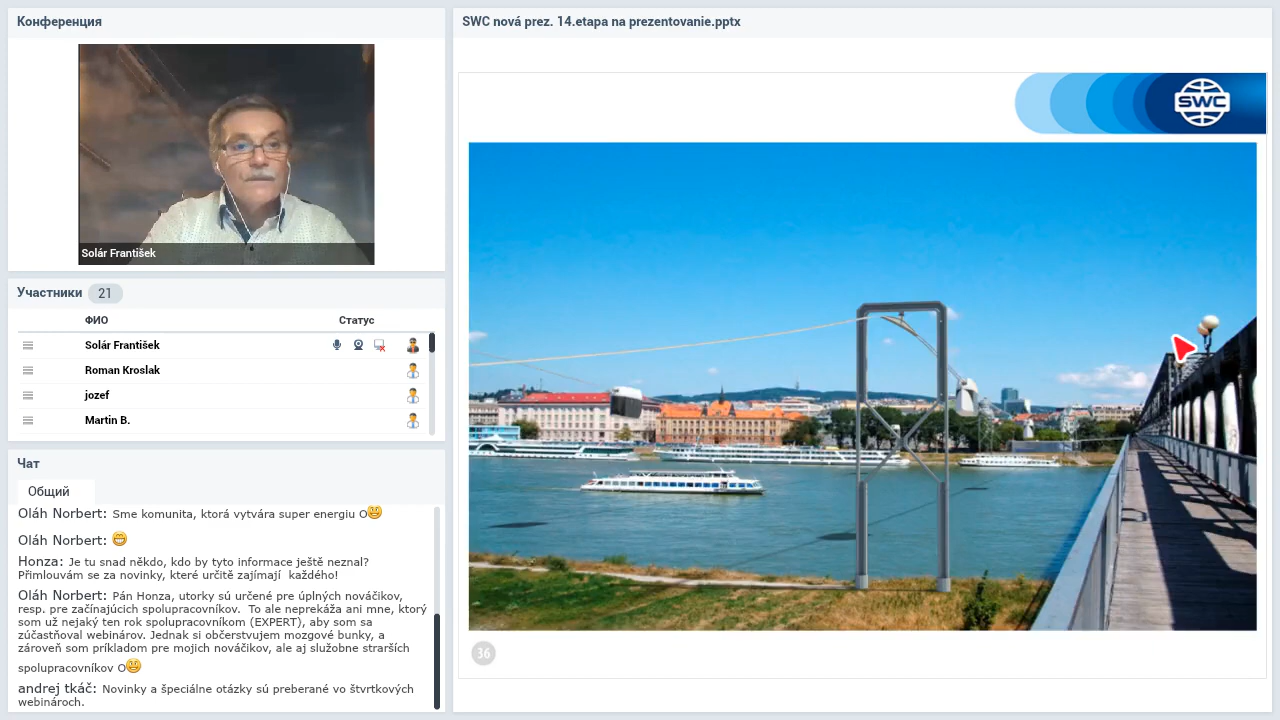 Конференция
Solár František
Участники 21
ФИО Статус
Solár František
Roman Kroslak
jozef
Martin B.
Чат
Общий
Oláh Norbert: Sme komunita, ktorá vytvára super energiu O
Oláh Norbert:
Honza: Je tu snad někdo, kdo by tyto informace ještě neznal?
Přimlouvám se za novinky, které určitě zajímají každého!
Oláh Norbert: Pán Honza, utorky sú určené pre úplných nováčikov,
resp. pre začínajúcich spolupracovníkov. To ale neprekáža ani mne, ktorý
som už nejaký ten rok spolupracovníkom (EXPERT), aby som sa
zúčastňoval webinárov. Jednak si občerstvujem mozgové bunky, a
zároveň som príkladom pre mojich nováčikov, ale aj služobne starších
spolupracovníkov O
andrej tkáč: Novinky a špeciálne otázky sú preberané vo štvrtkových
webinároch.
SWC nová prez. 14.etapa na prezentovanie.pptx
SWC
36